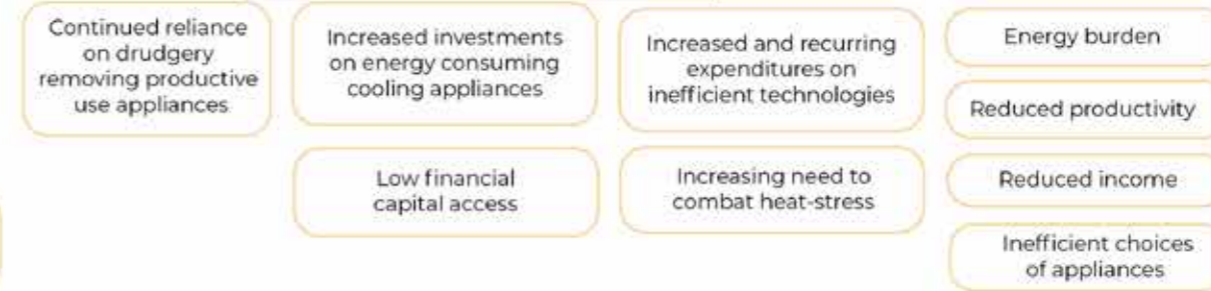 Continued reliance
on drudgery
removing productive
use appliances
Increased investments
on energy consuming
cooling appliances
Low financial
capital access
Increased and recurring
expenditures on
inefficient technologies
Increasing need to
combat heat-stress
Energy burden
Reduced productivity
Reduced income
Inefficient choices
of appliances